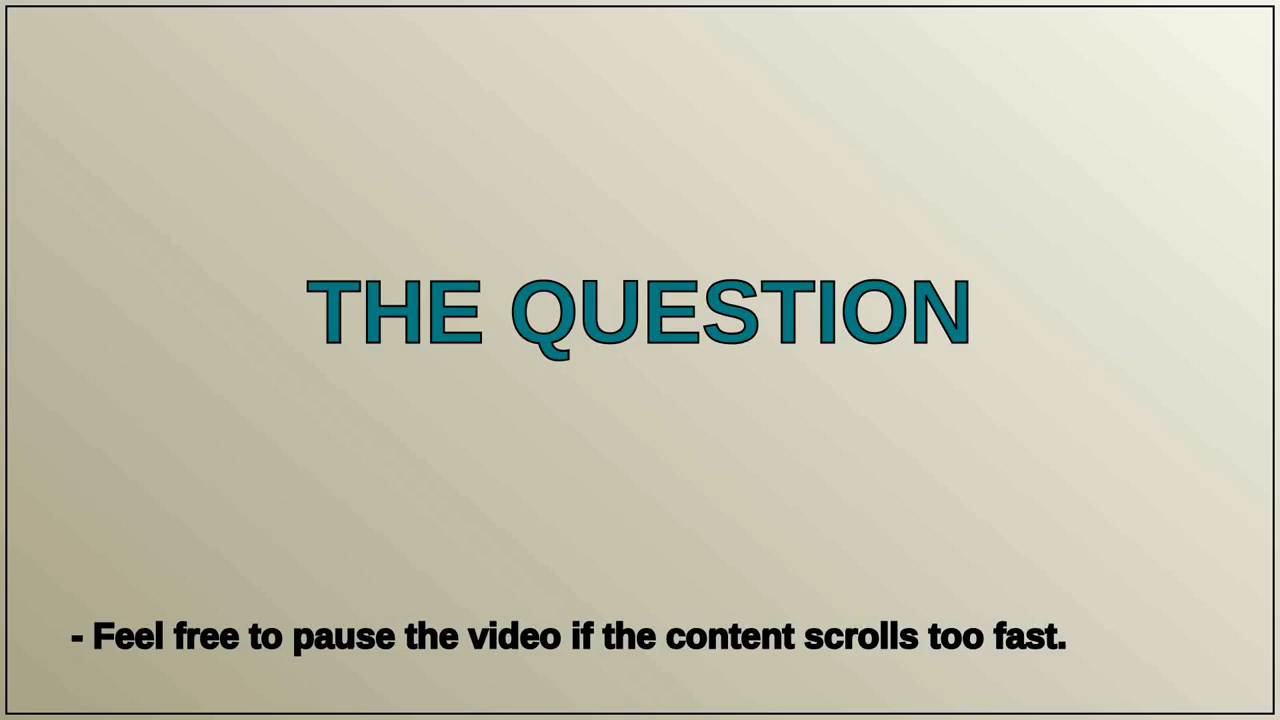 THE QUESTION
- Feel free to pause the video if the content scrolls too fast.